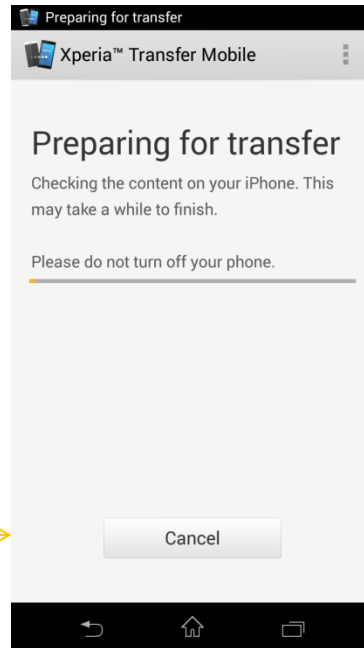 Preparing for transfer
Xperia™ Transfer Mobile
Preparing for transfer
Checking the content on your iPhone. This
may take a while to finish.
Please do not turn off your phone.
Cancel